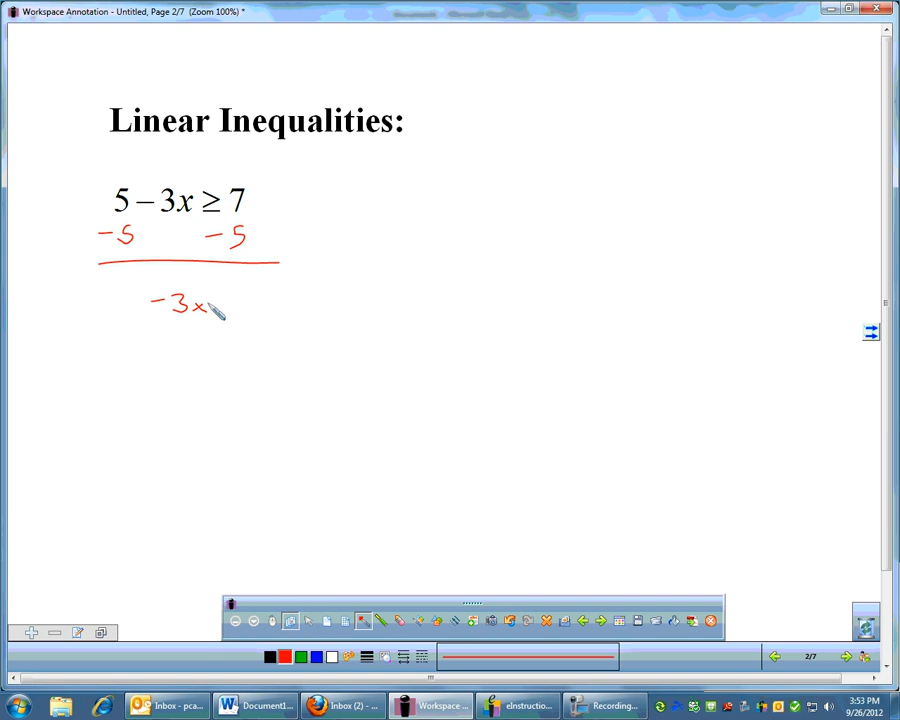 Workspace Annotation - Untitled, Page 2/7 (Zoom 100%) *
Linear Inequalities:
5 − 3x ≥ 7
−5 −5
−3x
2/7
Inbox - pca...
Document1...
Inbox (2) - ...
Workspace ...
eInstructio...
Recording...
3:53 PM
9/26/2012